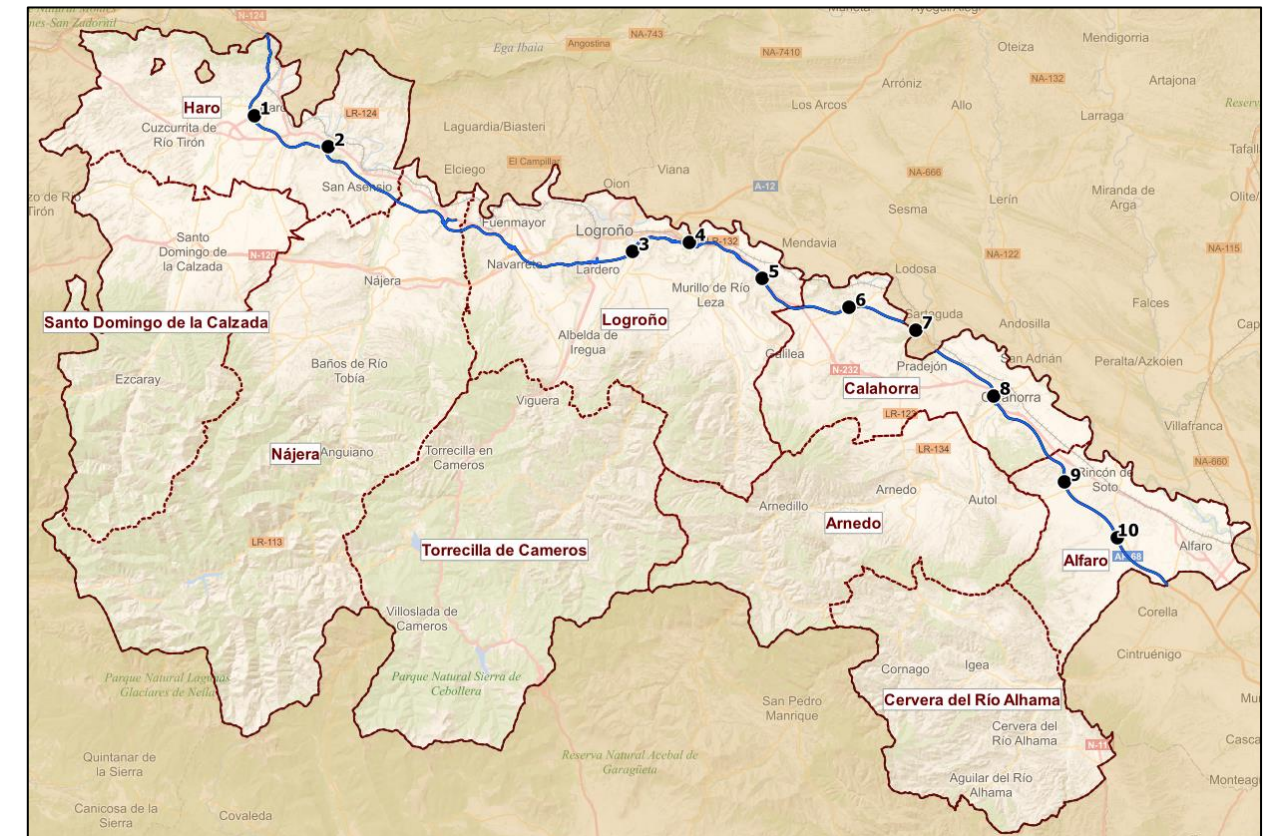 N-124
NA-743
Ega Ibaia
Angostina
NA-7410
Oteiza
Mendigorria
NA-132
Artajona
Arróniz
Los Arcos
Allo
Larraga
Haro
1
LR-124
Cuzcurrita de
Río Tirón
2
Laguardia/Biasteri
Elciego
El Campillar
Viana
Oion
A-12
NA-666
Lerín
Sesma
Miranda de
Arga
San Asensio
Fuenmayor
Logroño
Santo
Domingo de
la Calzada
Navarrete
Lardero
3
4
LR-132
Mendavia
NA-122
NA-115
Lodosa
Nájera
5
Murillo de Río
Leza
6
Falces
Santo Domingo de la Calzada
Logroño
7
Andosilla
Albelda de
Iregua
Galilea
Pradejón
San Adrián
Peralta/Azkoien
Baños de Río
Tobía
N-232
Ezcaray
Calahorra
8
Viguera
Villafranca
Nájera
Anguiano
Torrecilla en
Cameros
LR-134
NA-660
9
Rincón de
Soto
Arnedo
Autol
Arnedillo
Arnedo
10
LR-113
Torrecilla de Cameros
Alfaro
AP-68
Alfaro
Villoslada de
Cameros
Corella
Cintruénigo
Cornago
Igea
Parque Natural Lagunas
Glaciares de Neila
Parque Natural Sierra de
Cebollera
San Pedro
Manrique
Cervera del Río Alhama
Cervera del
Río Alhama
Quintanar de
la Sierra
Reserva Natural Acebal de
Garagüeta
Aguilar del Río
Alhama
Canicosa de la
Sierra
Covaleda